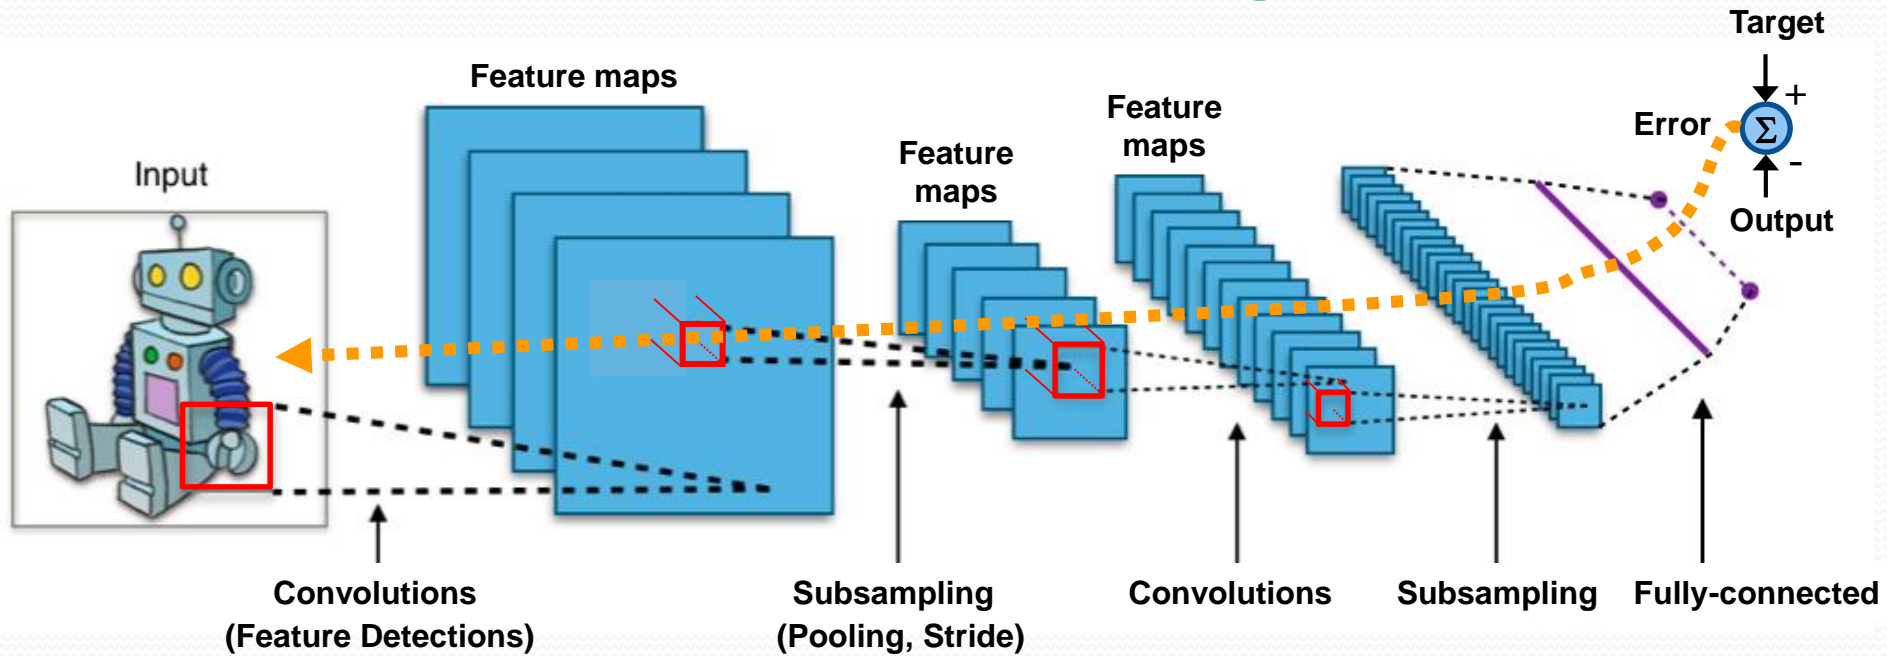 Target
+
Error
Σ
-
Output
Feature maps
Feature
maps
Feature
maps
Input
Convolutions
(Feature Detections)
Subsampling
(Pooling, Stride)
Convolutions
Subsampling
Fully-connected